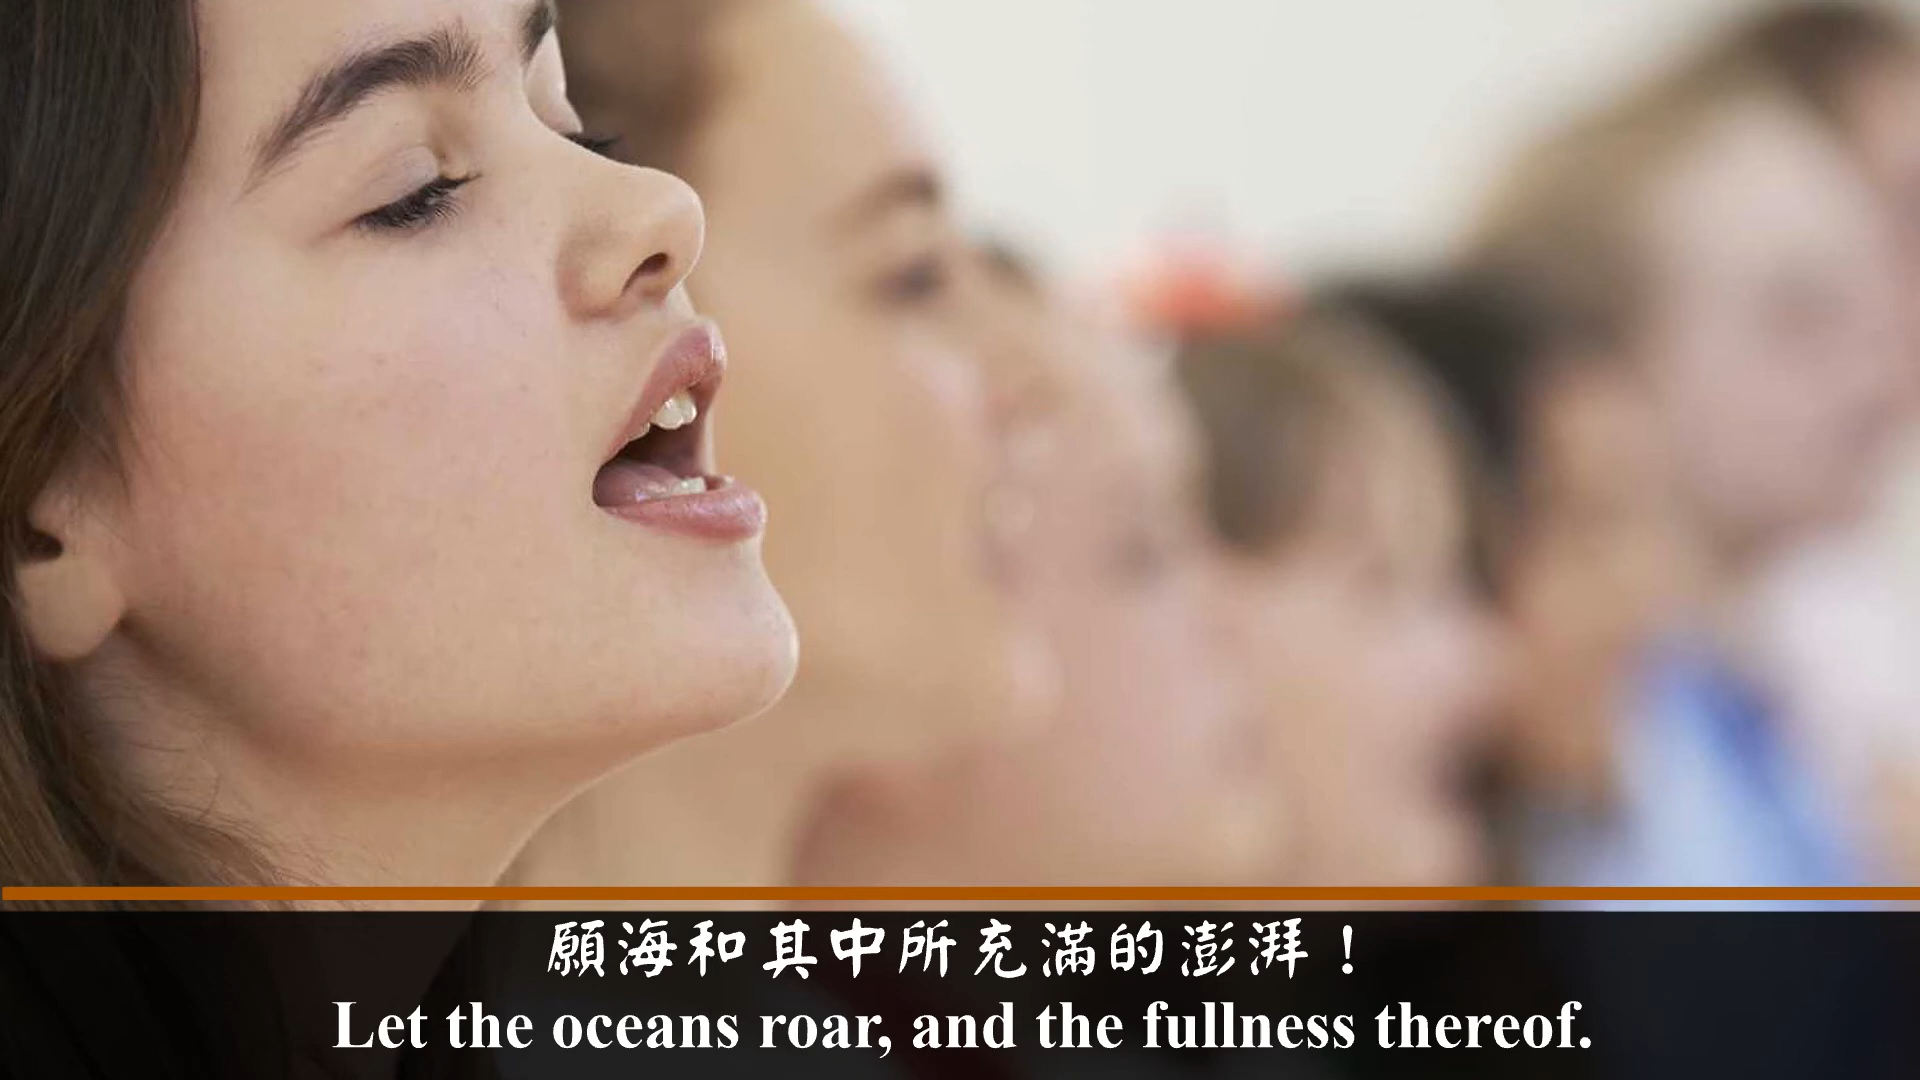 願海和其中所充滿的澎湃！
Let the oceans roar, and the fullness thereof.